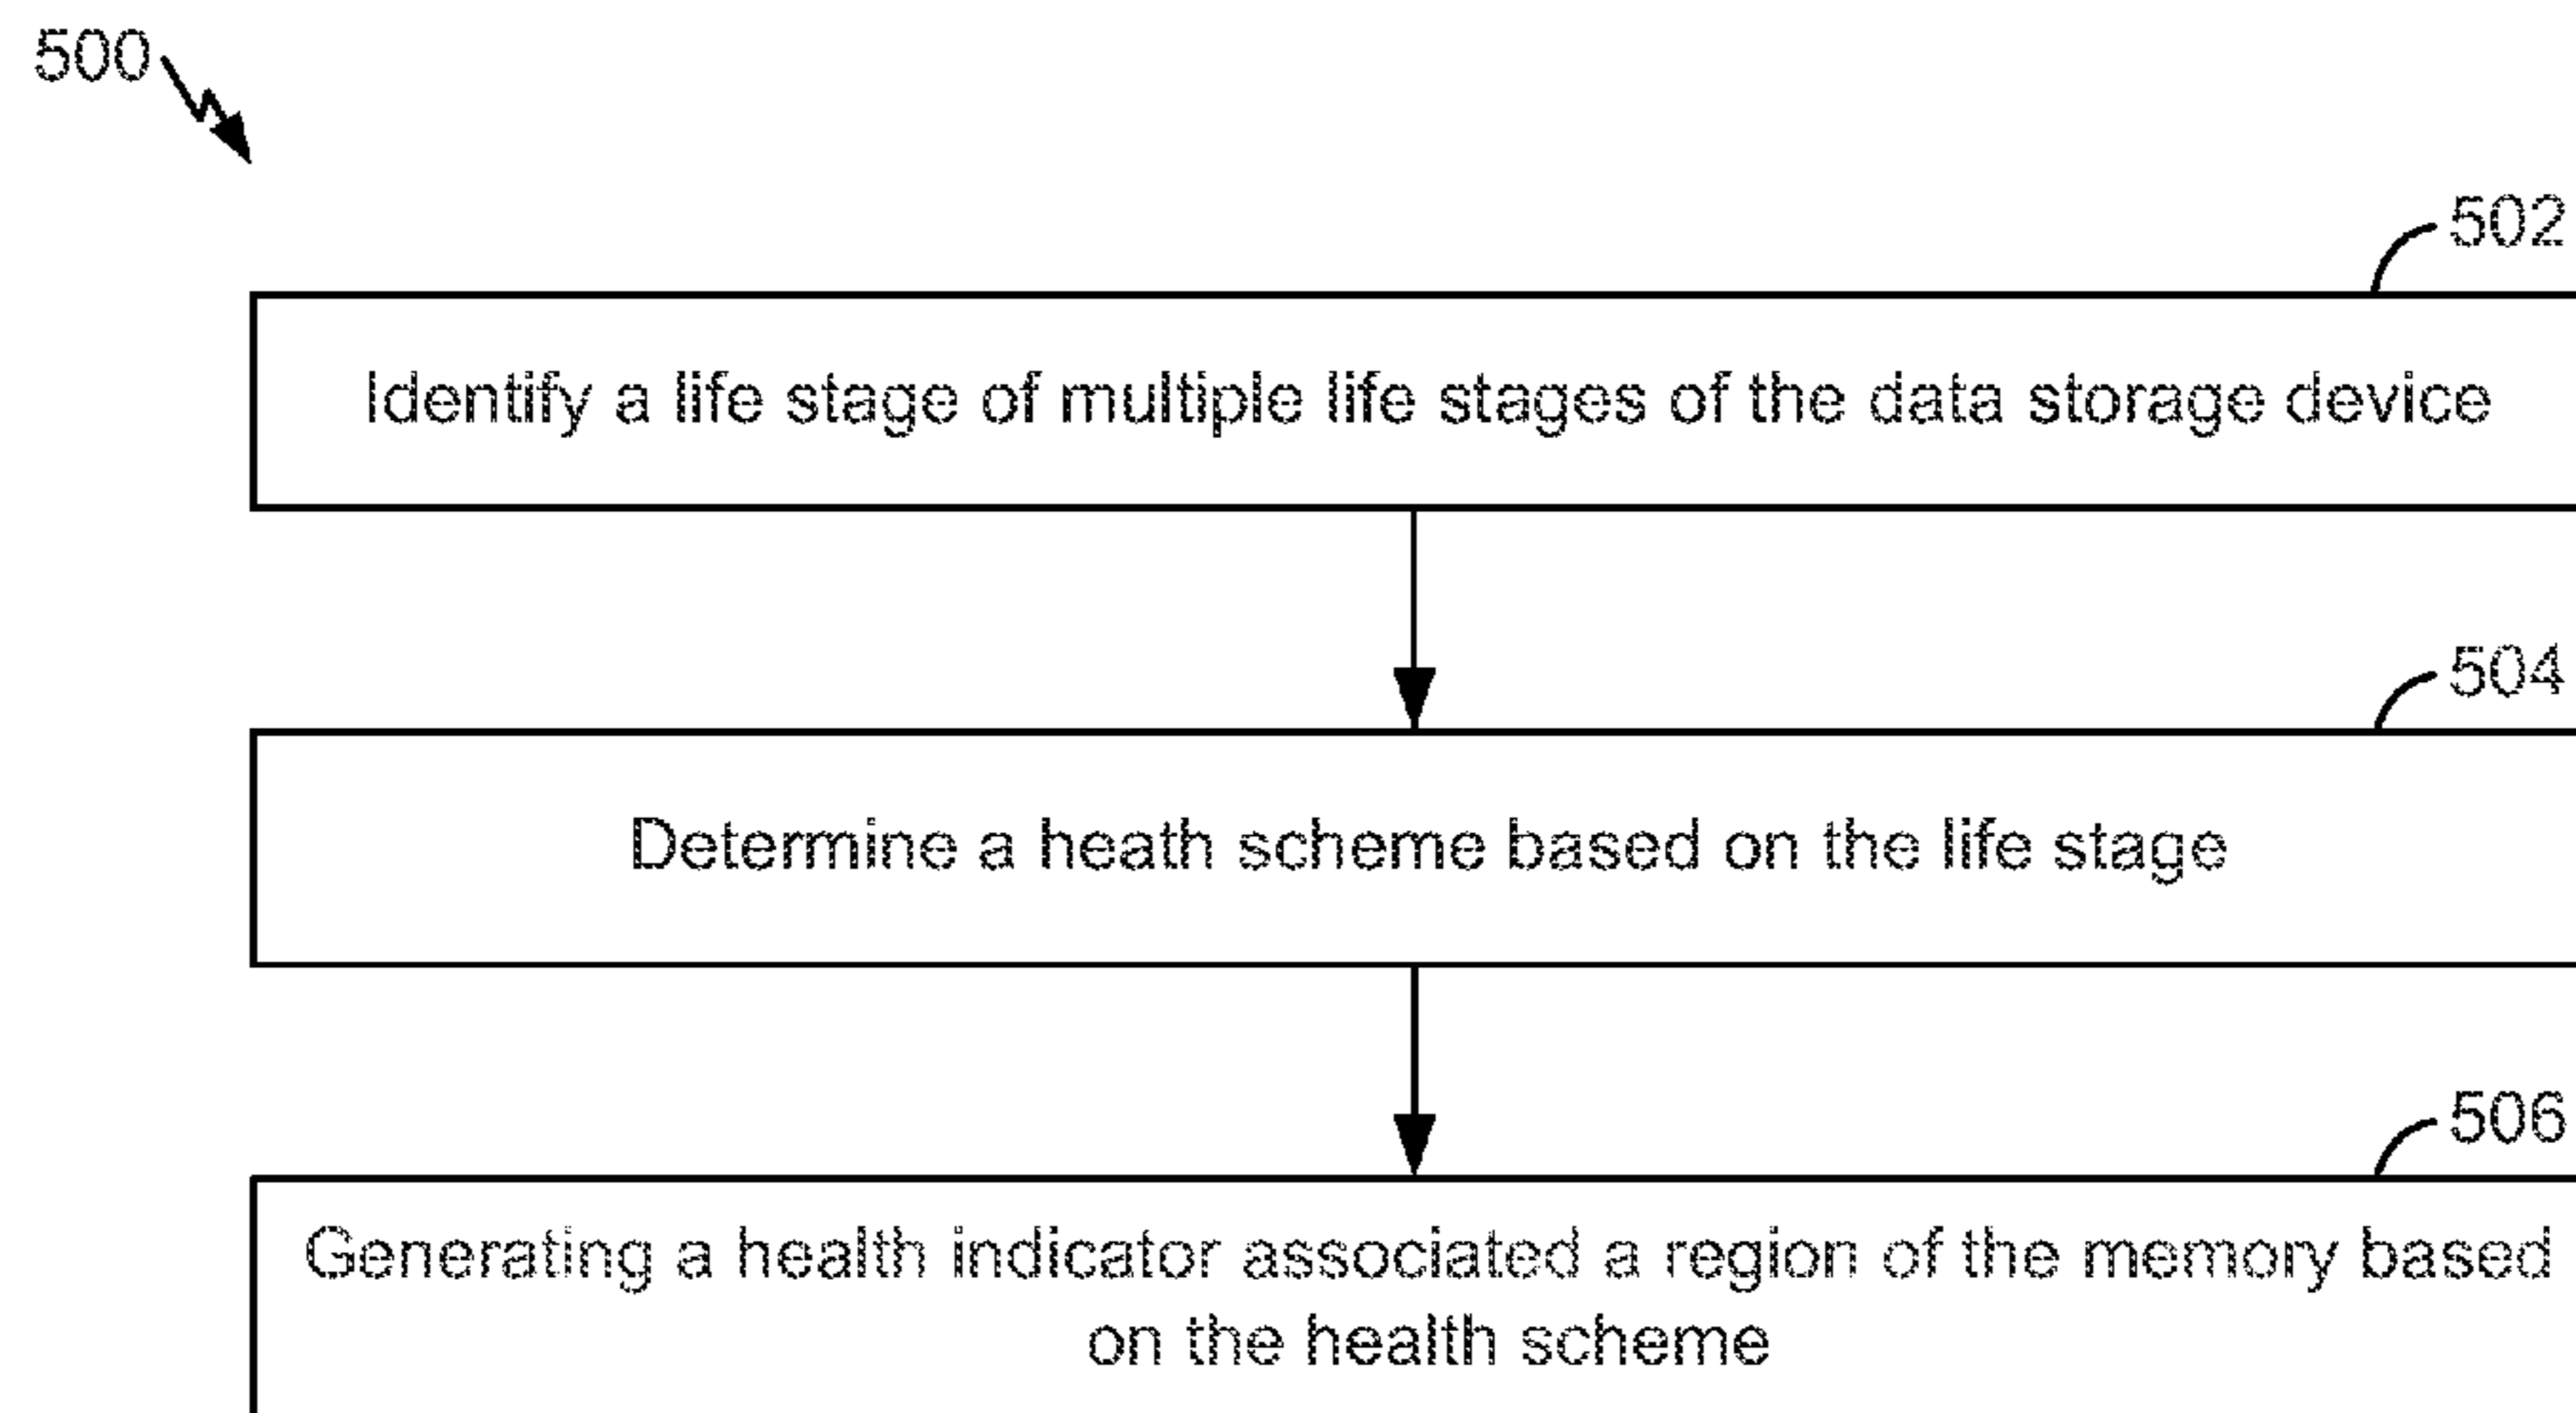 500
502
Identify a life stage of multiple life stages of the data storage device
504
Determine a heath scheme based on the life stage
506
Generating a health indicator associated a region of the memory based
on the health scheme